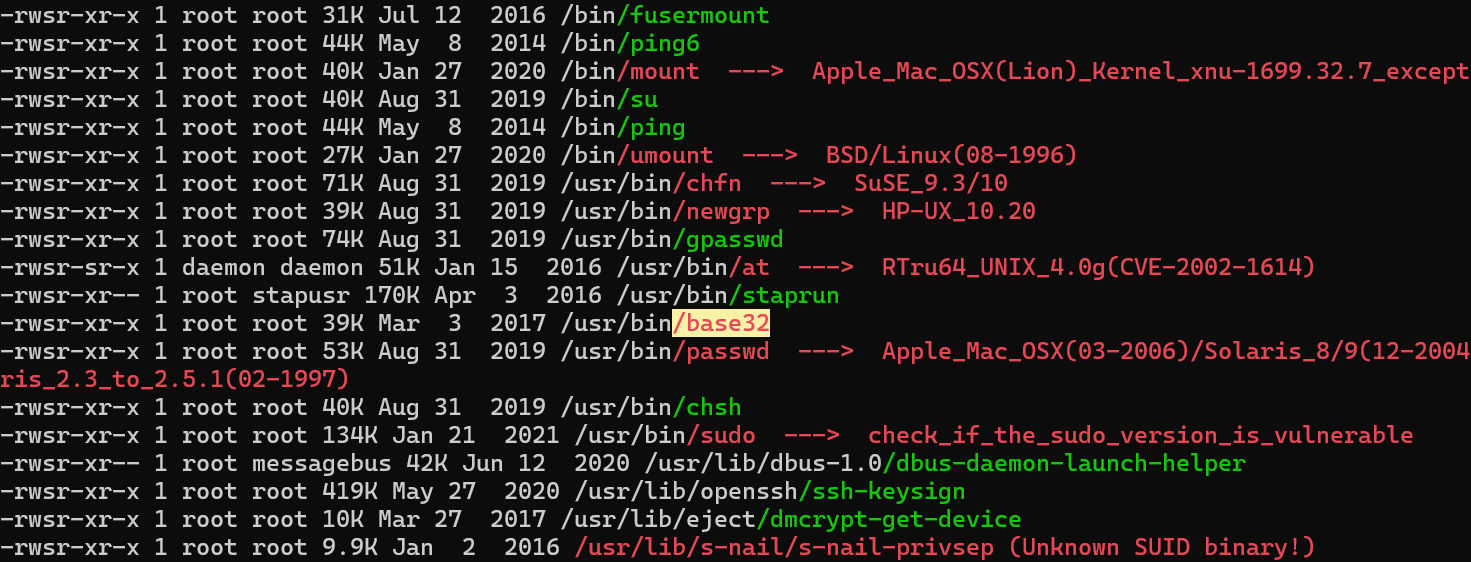 -rwsr-xr-x 1 root root 31K Jul 12  2016 /bin/fusermount
-rwsr-xr-x 1 root root 44K May  8  2014 /bin/ping6
-rwsr-xr-x 1 root root 40K Jan 27  2020 /bin/mount  --->  Apple_Mac_OSX(Lion)_Kernel_xnu-1699.32.7_except
-rwsr-xr-x 1 root root 40K Aug 31  2019 /bin/su
-rwsr-xr-x 1 root root 44K May  8  2014 /bin/ping
-rwsr-xr-x 1 root root 27K Jan 27  2020 /bin/umount  --->  BSD/Linux(08-1996)
-rwsr-xr-x 1 root root 71K Aug 31  2019 /usr/bin/chfn  --->  SuSE_9.3/10
-rwsr-xr-x 1 root root 39K Aug 31  2019 /usr/bin/newgrp  --->  HP-UX_10.20
-rwsr-xr-x 1 root root 74K Aug 31  2019 /usr/bin/gpasswd
-rwsr-sr-x 1 daemon daemon 51K Jan 15  2016 /usr/bin/at  --->  RTru64_UNIX_4.0g(CVE-2002-1614)
-rwsr-xr-- 1 root stapusr 170K Apr  3  2016 /usr/bin/staprun
-rwsr-xr-x 1 root root 39K Mar  3  2017 /usr/bin/base32
-rwsr-xr-x 1 root root 53K Aug 31  2019 /usr/bin/passwd  --->  Apple_Mac_OSX(03-2006)/Solaris_8/9(12-2004
ris_2.3_to_2.5.1(02-1997)
-rwsr-xr-x 1 root root 40K Aug 31  2019 /usr/bin/chsh
-rwsr-xr-x 1 root root 134K Jan 21  2021 /usr/bin/sudo  --->  check_if_the_sudo_version_is_vulnerable
-rwsr-xr-- 1 root messagebus 42K Jun 12  2020 /usr/lib/dbus-1.0/dbus-daemon-launch-helper
-rwsr-xr-x 1 root root 419K May 27  2020 /usr/lib/openssh/ssh-keysign
-rwsr-xr-x 1 root root 10K Mar 27  2017 /usr/lib/eject/dmcrypt-get-device
-rwsr-xr-x 1 root root 9.9K Jan  2  2016 /usr/lib/s-nail/s-nail-privsep (Unknown SUID binary!)